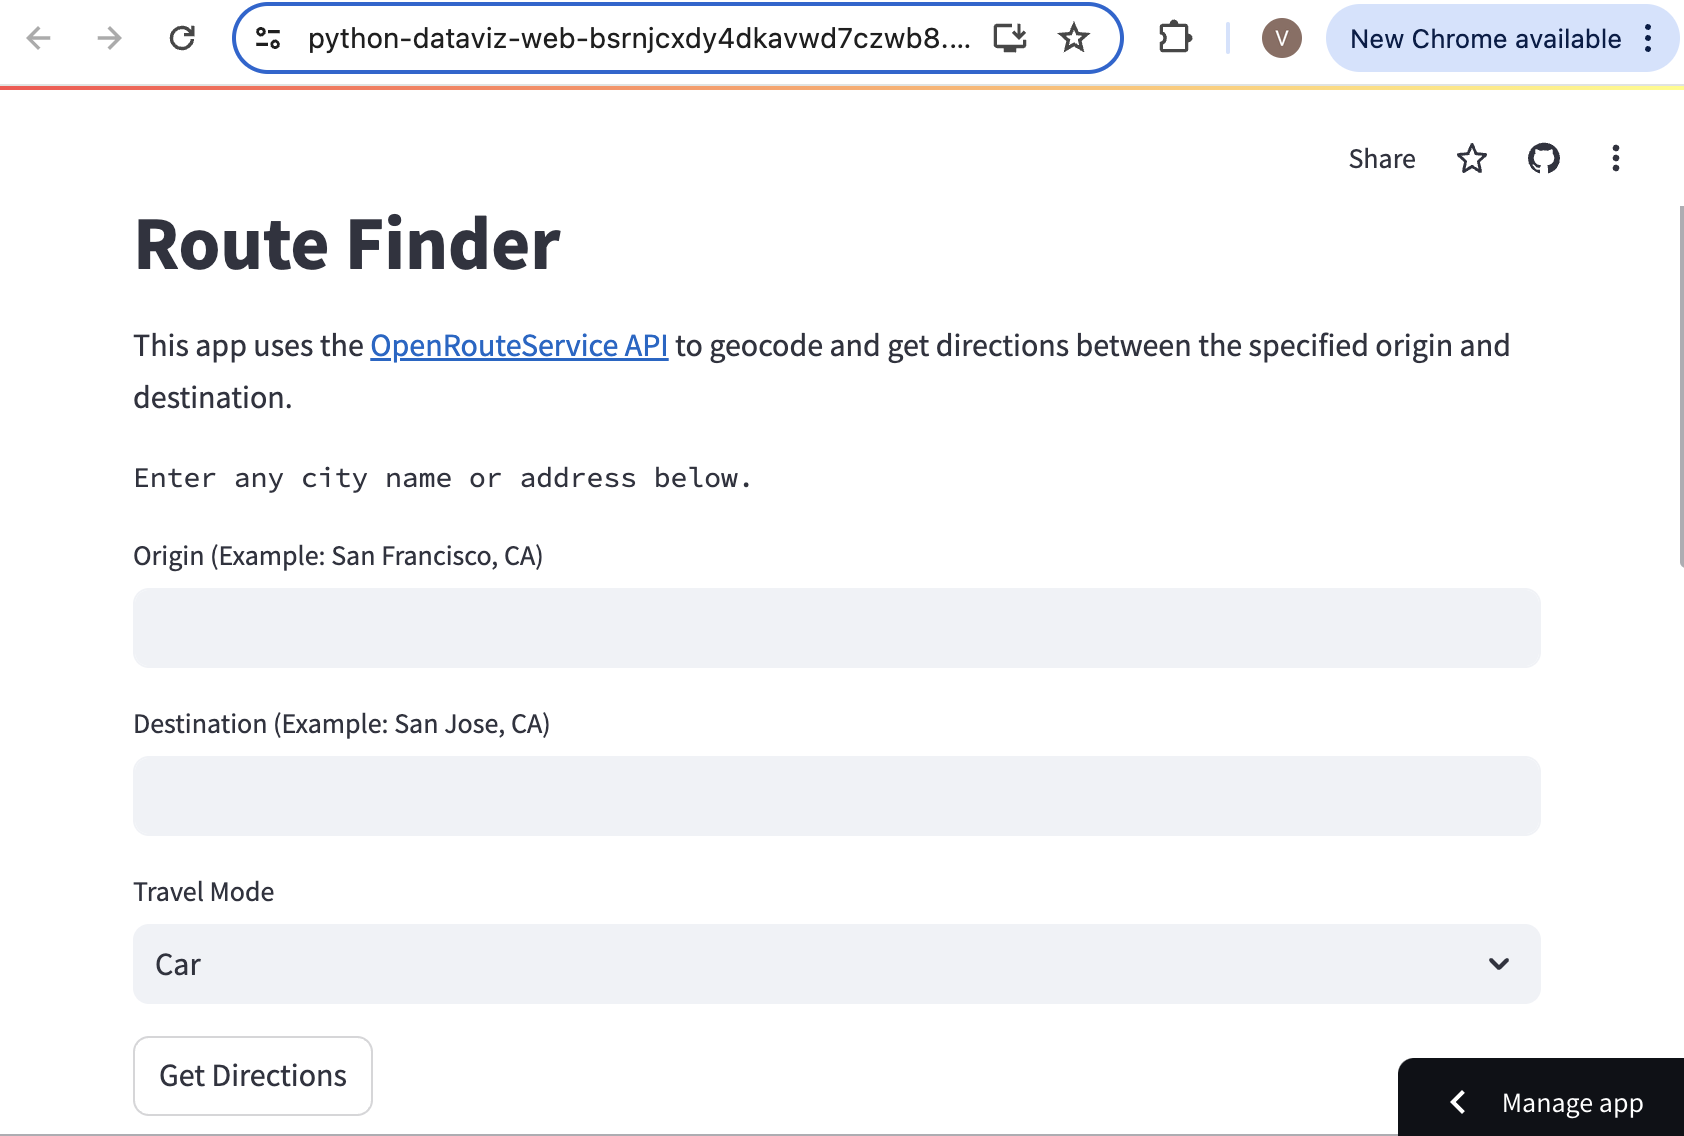 python-dataviz-web-bsrnjcxdy4dkavwd7czwb8....
V
New Chrome available
Share
Route Finder
This app uses the OpenRouteService API to geocode and get directions between the specified origin and
destination.
Enter any city name or address below.
Origin (Example: San Francisco, CA)
Destination (Example: San Jose, CA)
Travel Mode
Car
Get Directions
Manage app